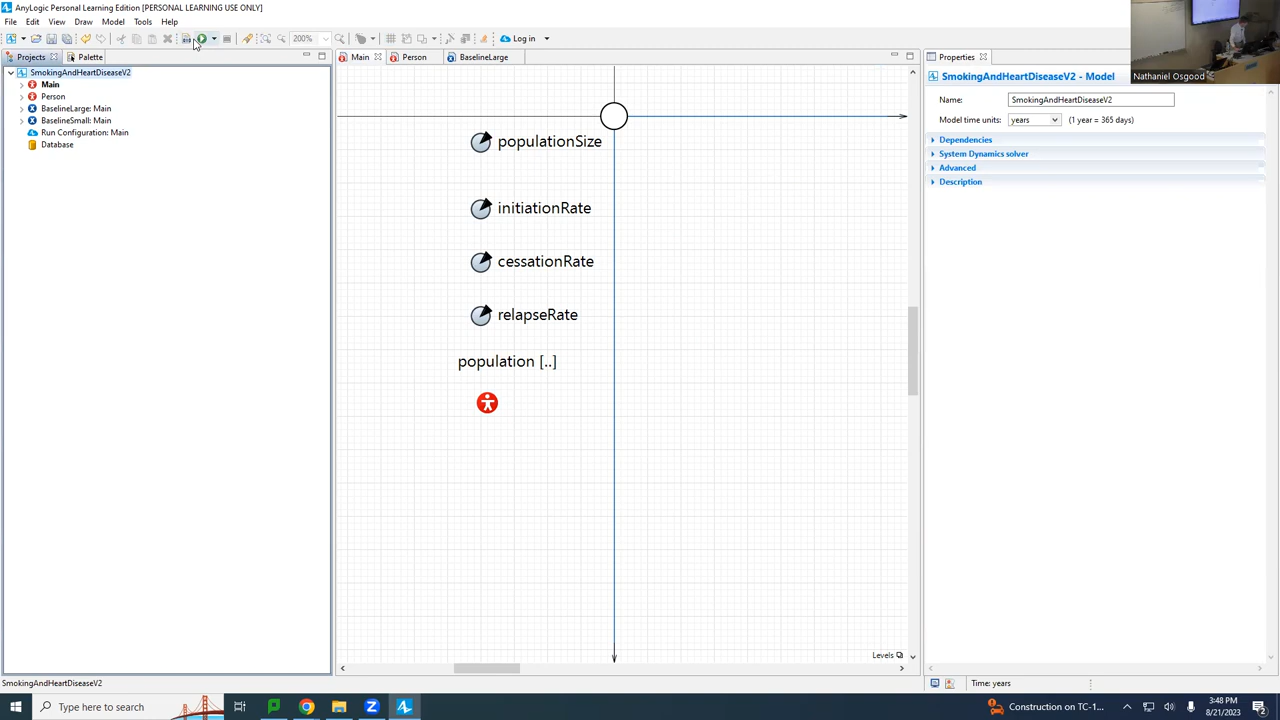 AnyLogic Personal Learning Edition [PERSONAL LEARNING USE ONLY]
File Edit View Draw Model Tools Help
200% Log in
Projects Palette
Main Person BaselineLarge
Properties
SmokingAndHeartDiseaseV2
Main
Person
BaselineLarge: Main
BaselineSmall: Main
Run Configuration: Main
Database
populationSize
initiationRate
cessationRate
relapseRate
population [..]
Levels
SmokingAndHeartDiseaseV2 - Model
Name: SmokingAndHeartDiseaseV2
Model time units: years (1 year = 365 days)
Dependencies
System Dynamics solver
Advanced
Description
Nathaniel Osgood
SmokingAndHeartDiseaseV2
Time: years
Type here to search
Construction on TC-1...
3:48 PM
8/21/2023
2